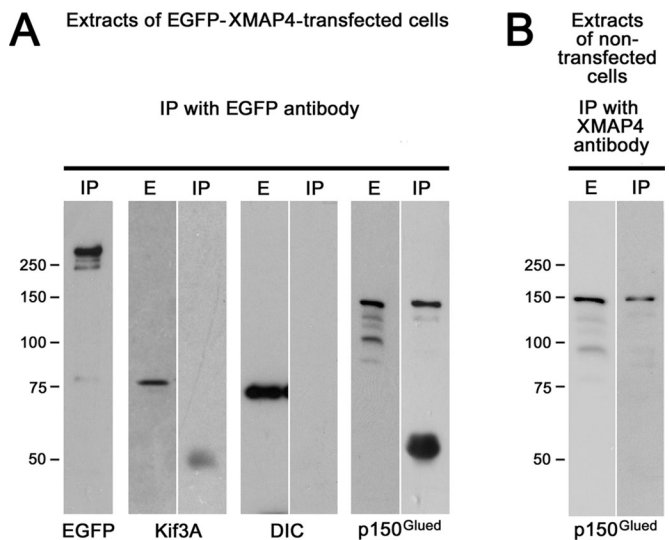 A
Extracts of EGFP-XMAP4-transfected cells
IP with EGFP antibody
IP
E
IP
E
IP
E
IP
250
150
100
75
50
EGFP
Kif3A
DIC
p150Glued
B
Extracts
of non-
transfected
cells
IP with
XMAP4
antibody
E
IP
250
150
100
75
50
p150Glued